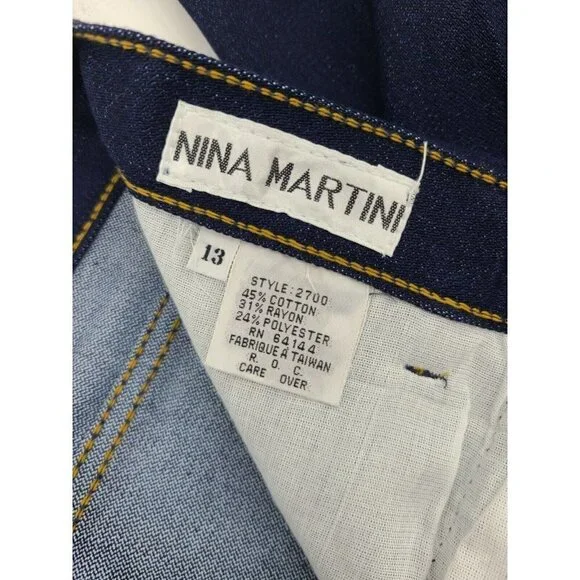 NINA MARTINI
13
STYLE:2700
45% COTTON
31% RAYON
24% POLYESTER
RN 64144
FABRIQUE À TAIWAN
R. O. C.
CARE OVER